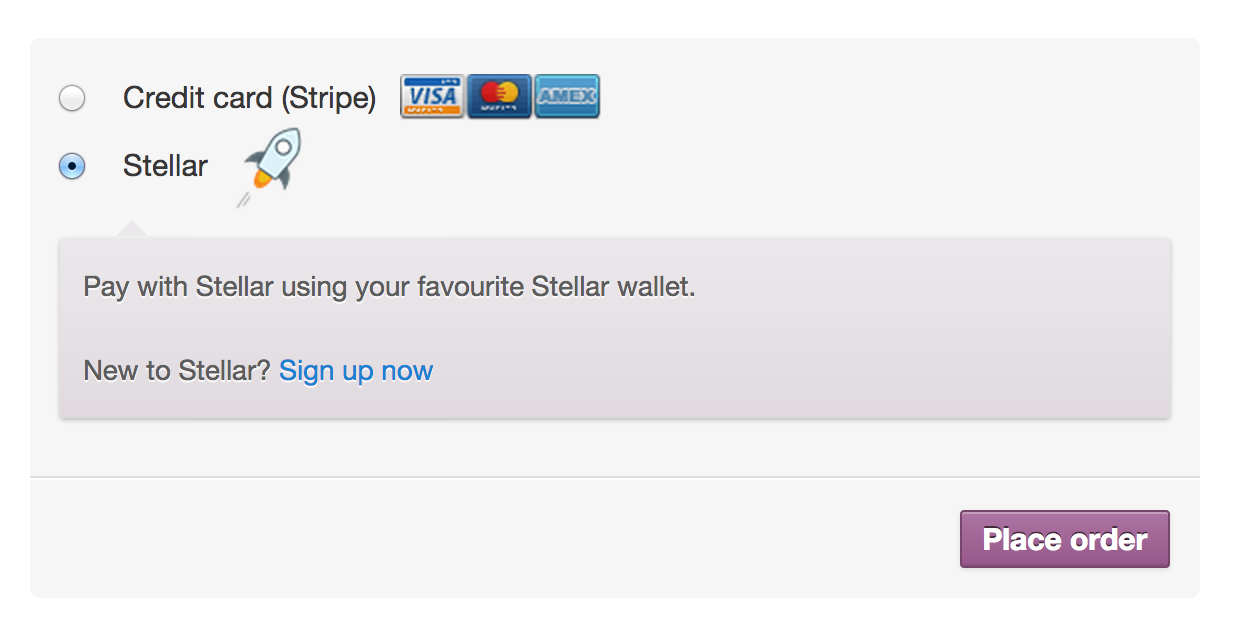 Credit card (Stripe) VISA AMEX
Stellar
Pay with Stellar using your favourite Stellar wallet.
New to Stellar? Sign up now
Place order